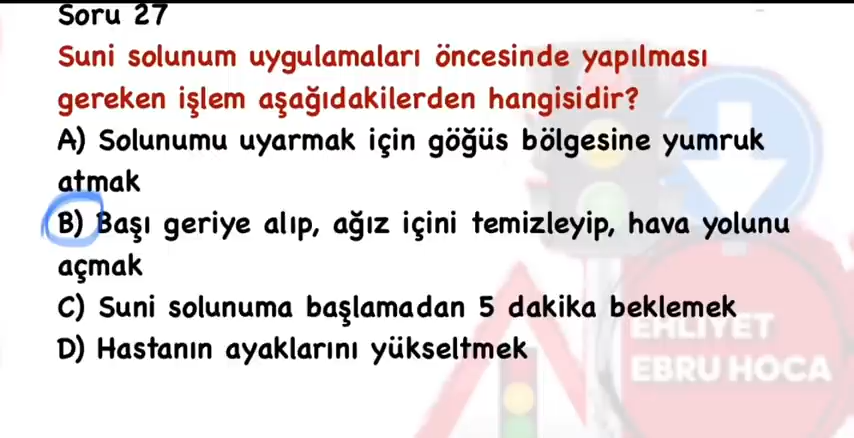 Soru 27
Suni solunum uygulamaları öncesinde yapılması
gereken işlem aşağıdakilerden hangisidir?
A) Solunumu uyarmak için göğüs bölgesine yumruk
atmak
B) Başı geriye alıp, ağız içini temizleyip, hava yolunu
açmak
C) Suni solunuma başlamadan 5 dakika beklemek
D) Hastanın ayaklarını yükseltmek
EHLİYET
EBRU HOCA